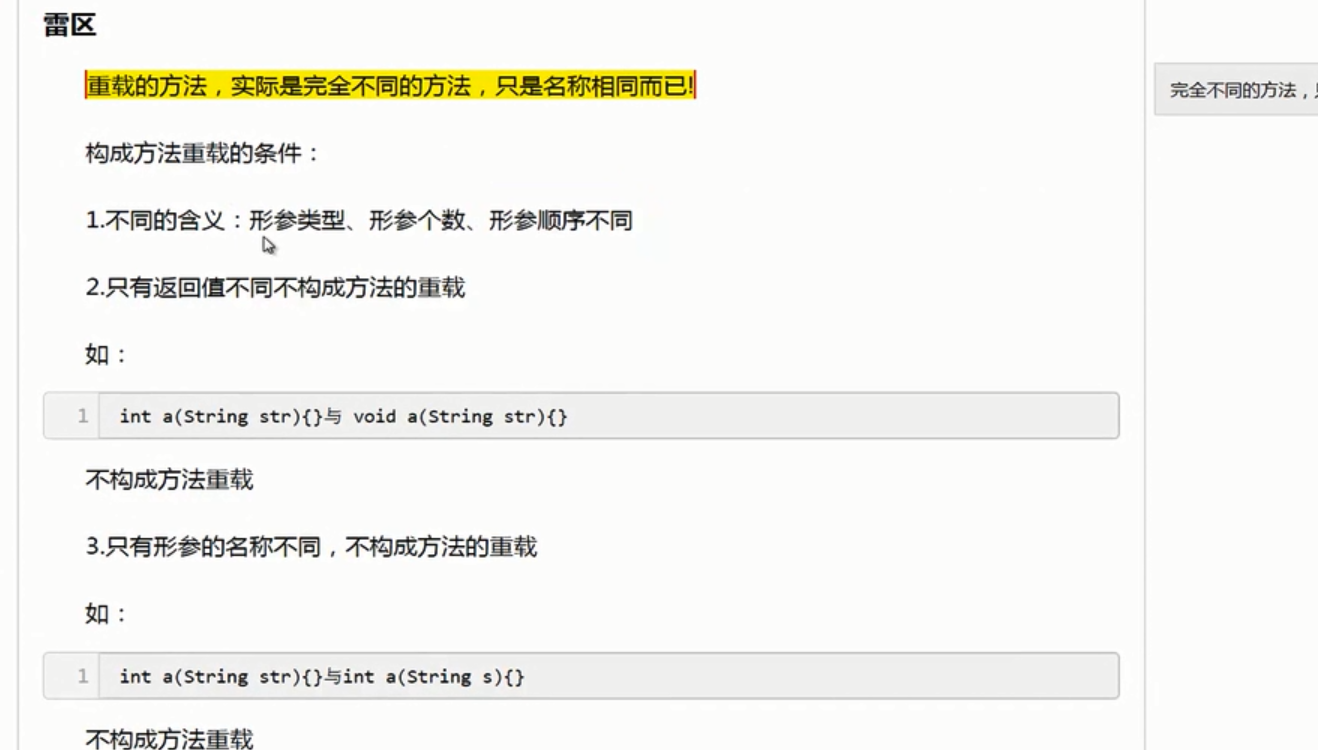 雷区
重载的方法，实际是完全不同的方法，只是名称相同而已!
完全不同的方法，
构成方法重载的条件：
1.不同的含义：形参类型、形参个数、形参顺序不同
2.只有返回值不同不构成方法的重载
如：
1 int a(String str){}与 void a(String str){}
不构成方法重载
3.只有形参的名称不同，不构成方法的重载
如：
1 int a(String str){}与int a(String s){}
不构成方法重载